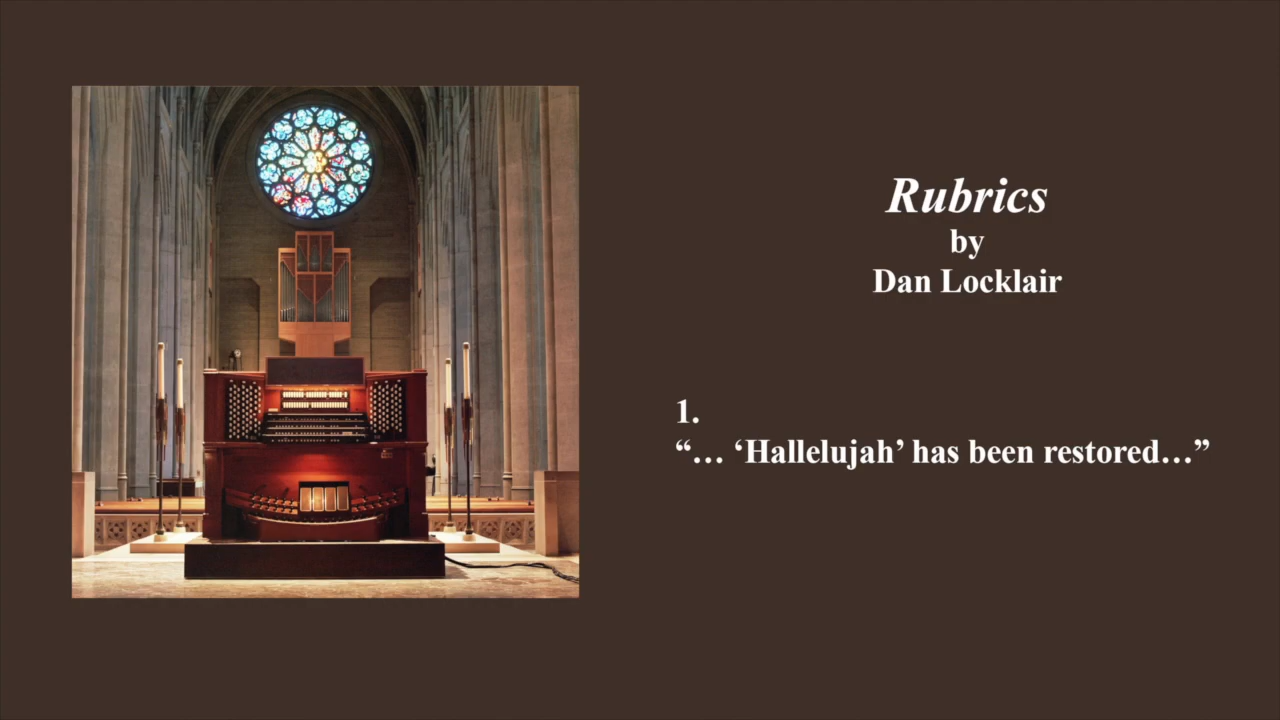 Rubrics
by
Dan Locklair
1.
“… ‘Hallelujah’ has been restored…”